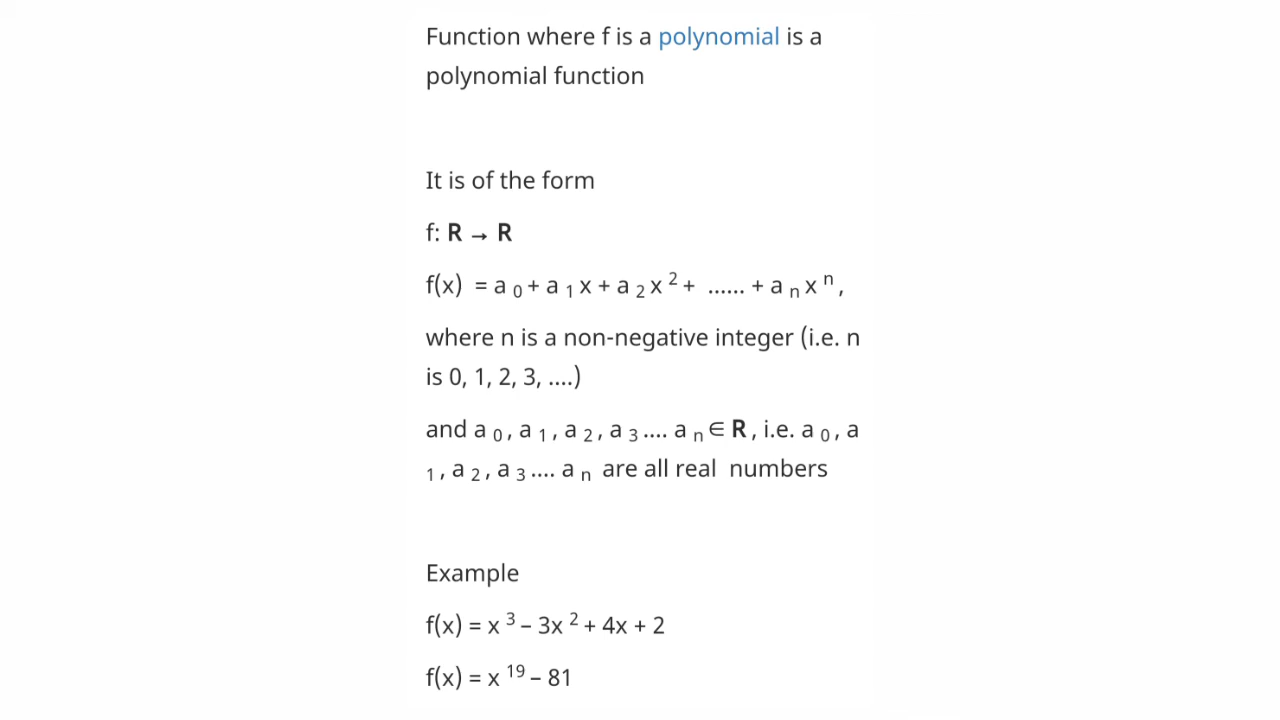 Function where f is a polynomial is a
polynomial function
It is of the form
f: R → R
f(x) = a ₀ + a ₁ x + a ₂ x ² + ...... + a ₙ x ⁿ ,
where n is a non-negative integer (i.e. n
is 0, 1, 2, 3, ....)
and a ₀ , a ₁ , a ₂ , a ₃ .... a ₙ ∈ R , i.e. a ₀ , a
₁ , a ₂ , a ₃ .... a ₙ are all real numbers
Example
f(x) = x ³ – 3x ² + 4x + 2
f(x) = x ¹⁹ – 81